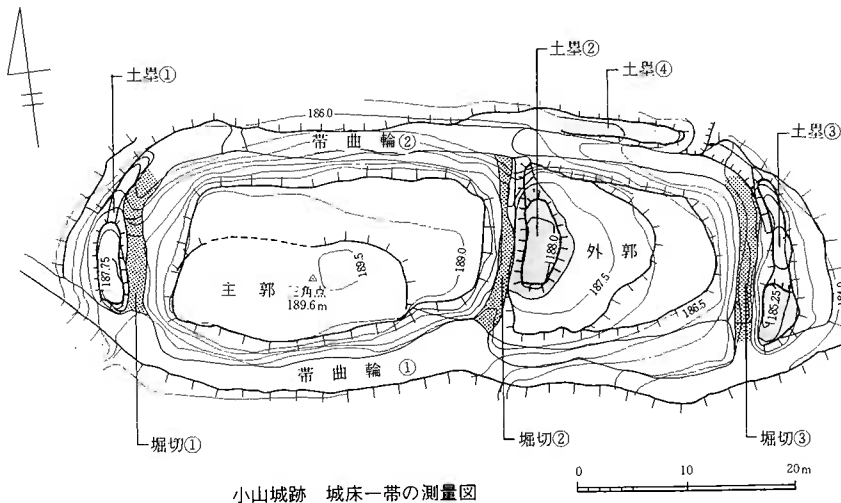 土塁①
土塁②
土塁④
土塁③
186.0
帯曲輪②
187.75
主郭
三角点
189.6m
189.5
189.0
188.0
外郭
187.5
186.5
185.25
184.0
帯曲輪①
堀切①
堀切②
堀切③
小山城跡 城床一帯の測量図
0 10 20m